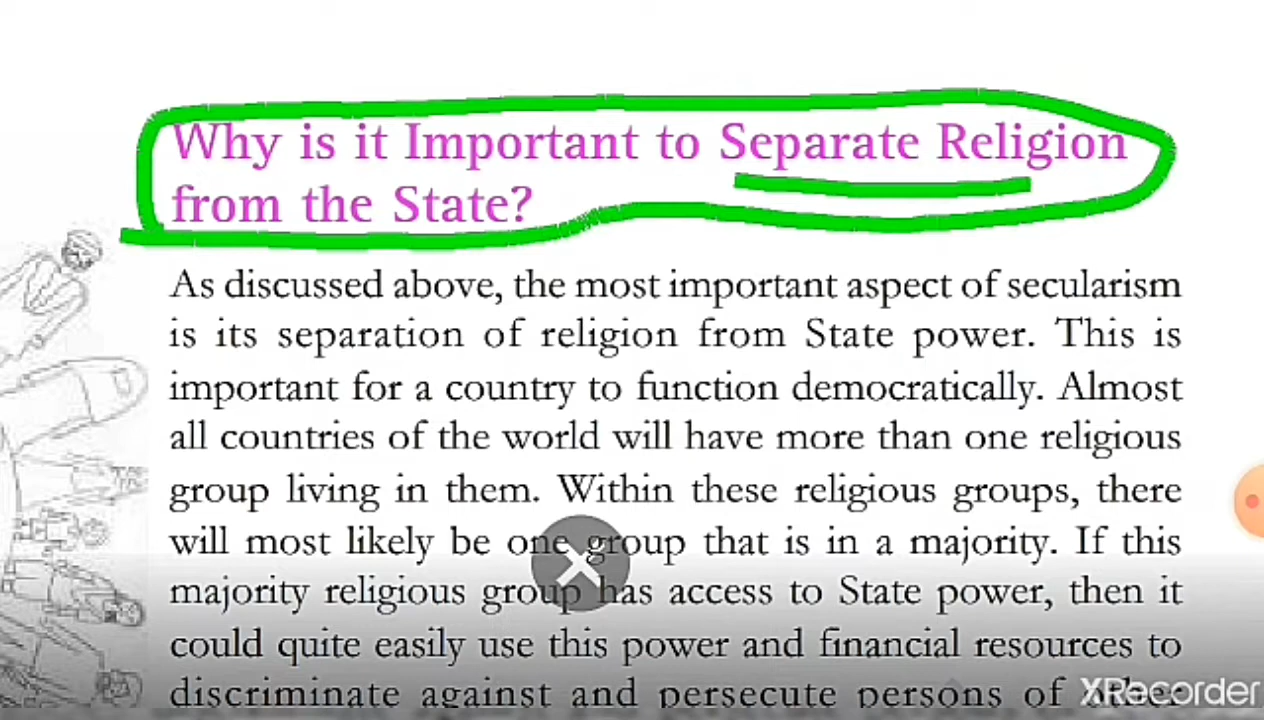 Why is it Important to Separate Religion
from the State?
As discussed above, the most important aspect of secularism
is its separation of religion from State power. This is
important for a country to function democratically. Almost
all countries of the world will have more than one religious
group living in them. Within these religious groups, there
will most likely be one group that is in a majority. If this
majority religious group has access to State power, then it
could quite easily use this power and financial resources to
discriminate against and persecute persons of other
XRecorder